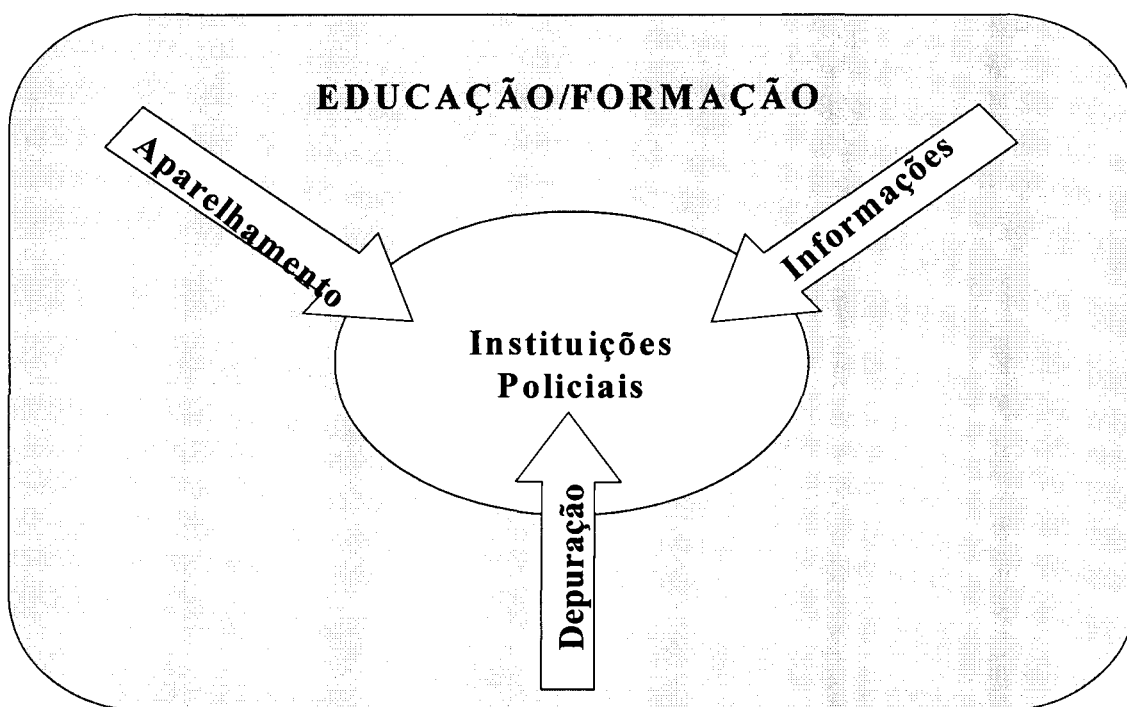 EDUCAÇÃO/FORMAÇÃO
Aparelhamento
Informações
Instituições
Policiais
Depuração